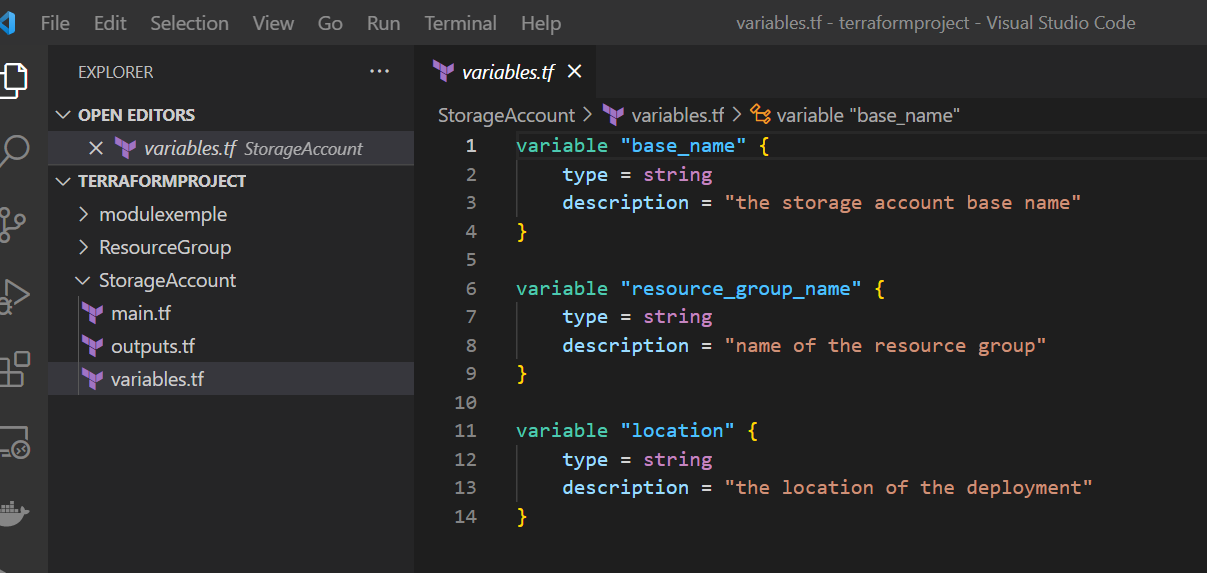 File Edit Selection View Go Run Terminal Help variables.tf - terraformproject - Visual Studio Code
EXPLORER ...
OPEN EDITORS
variables.tf StorageAccount
TERRAFORMPROJECT
modulexemple
ResourceGroup
StorageAccount
main.tf
outputs.tf
variables.tf
variables.tf
StorageAccount > variables.tf > variable "base_name"
1 variable "base_name" {
2     type = string
3     description = "the storage account base name"
4 }
5
6 variable "resource_group_name" {
7     type = string
8     description = "name of the resource group"
9 }
10
11 variable "location" {
12     type = string
13     description = "the location of the deployment"
14 }